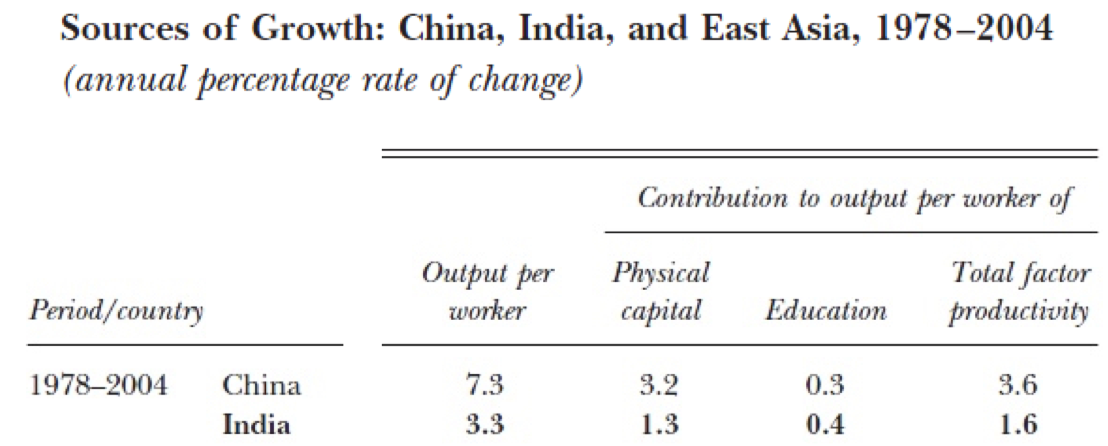 Sources of Growth: China, India, and East Asia, 1978–2004
(annual percentage rate of change)
Contribution to output per worker of
Output per Physical Total factor
Period/country worker capital Education productivity
1978–2004 China 7.3 3.2 0.3 3.6
India 3.3 1.3 0.4 1.6